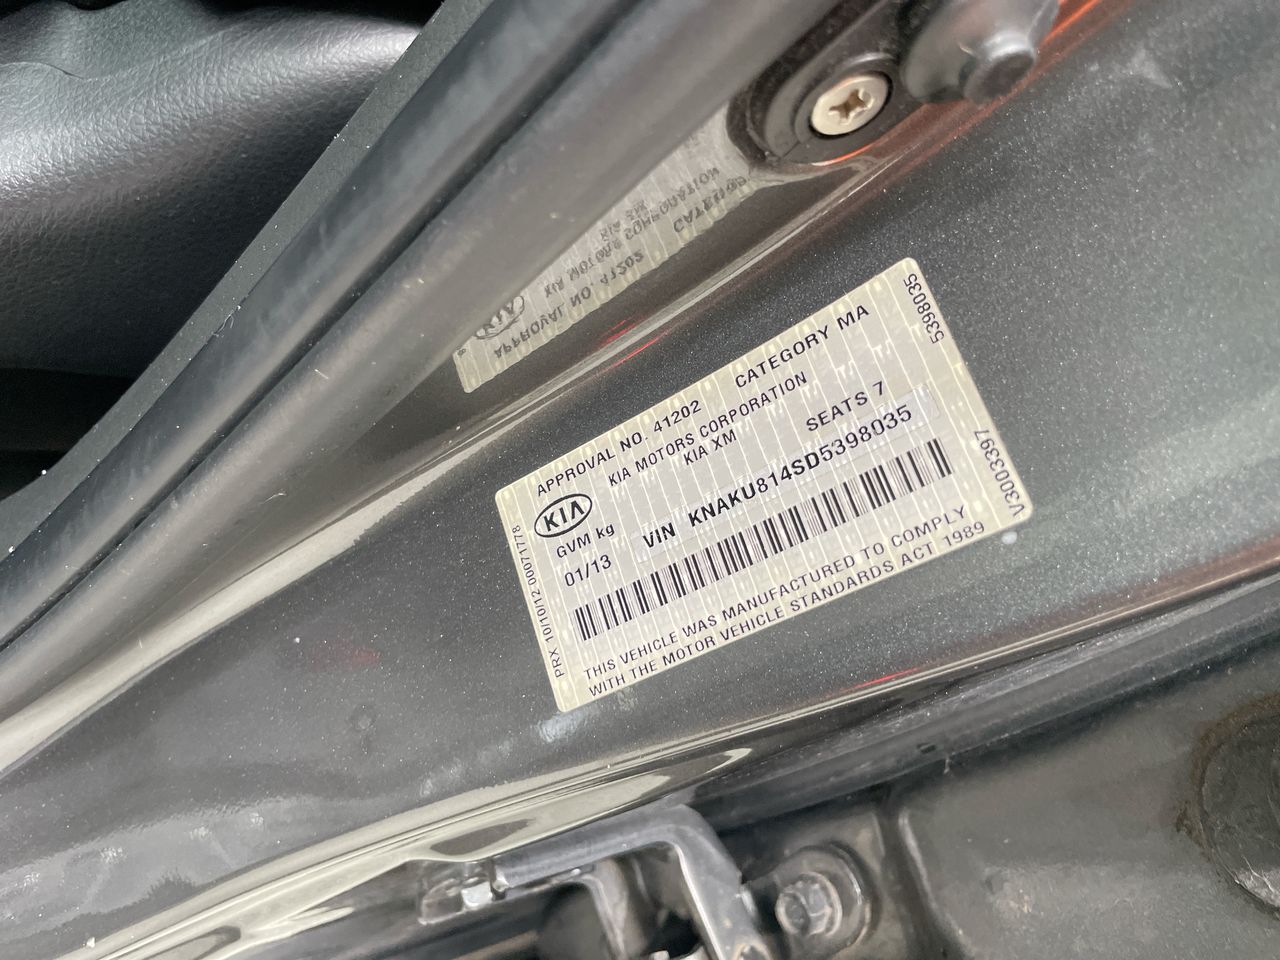 APPROVAL NO. 41202 CATEGORY MA
KIA MOTORS CORPORATION
KIA XM
SEATS 7
KIA
GVM kg
01/13
VIN KNAKU814SD5398035
THIS VEHICLE WAS MANUFACTURED TO COMPLY
WITH THE MOTOR VEHICLE STANDARDS ACT 1989
PRX 10/10/12 00071778
5398035
V3003397